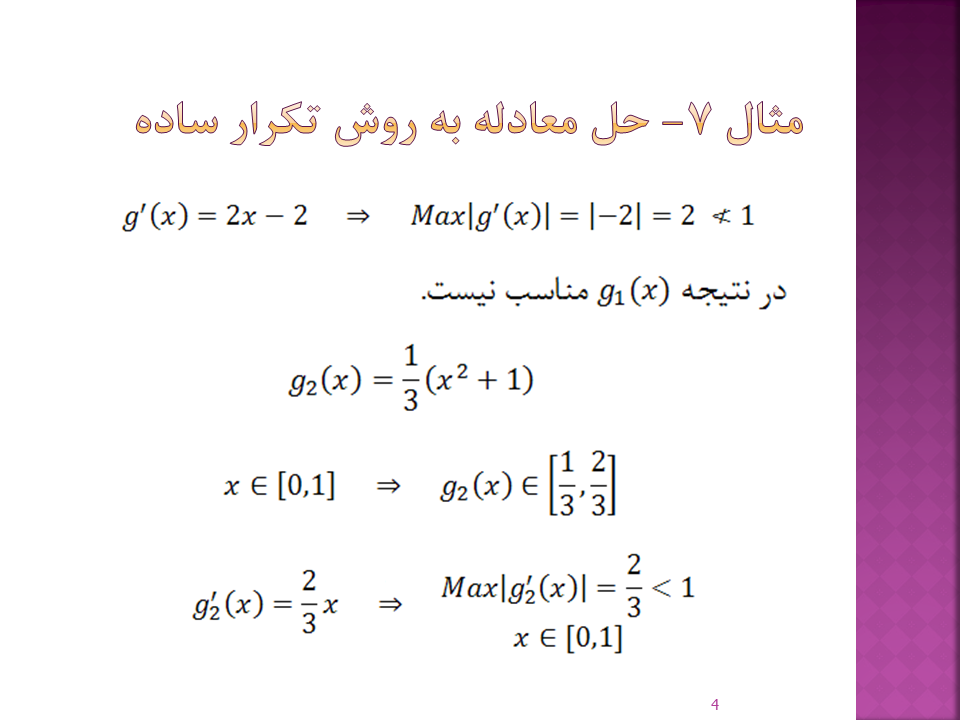 مثال ۷- حل معادله به روش تکرار ساده
g′(x) = 2x − 2 ⇒ Max|g′(x)| = |−2| = 2 ≮ 1
در نتیجه g₁(x) مناسب نیست.
g₂(x) = 1/3 (x² + 1)
x ∈ [0,1] ⇒ g₂(x) ∈ [1/3, 2/3]
g₂′(x) = 2/3 x ⇒ Max|g₂′(x)| = 2/3 < 1
x ∈ [0,1]
4